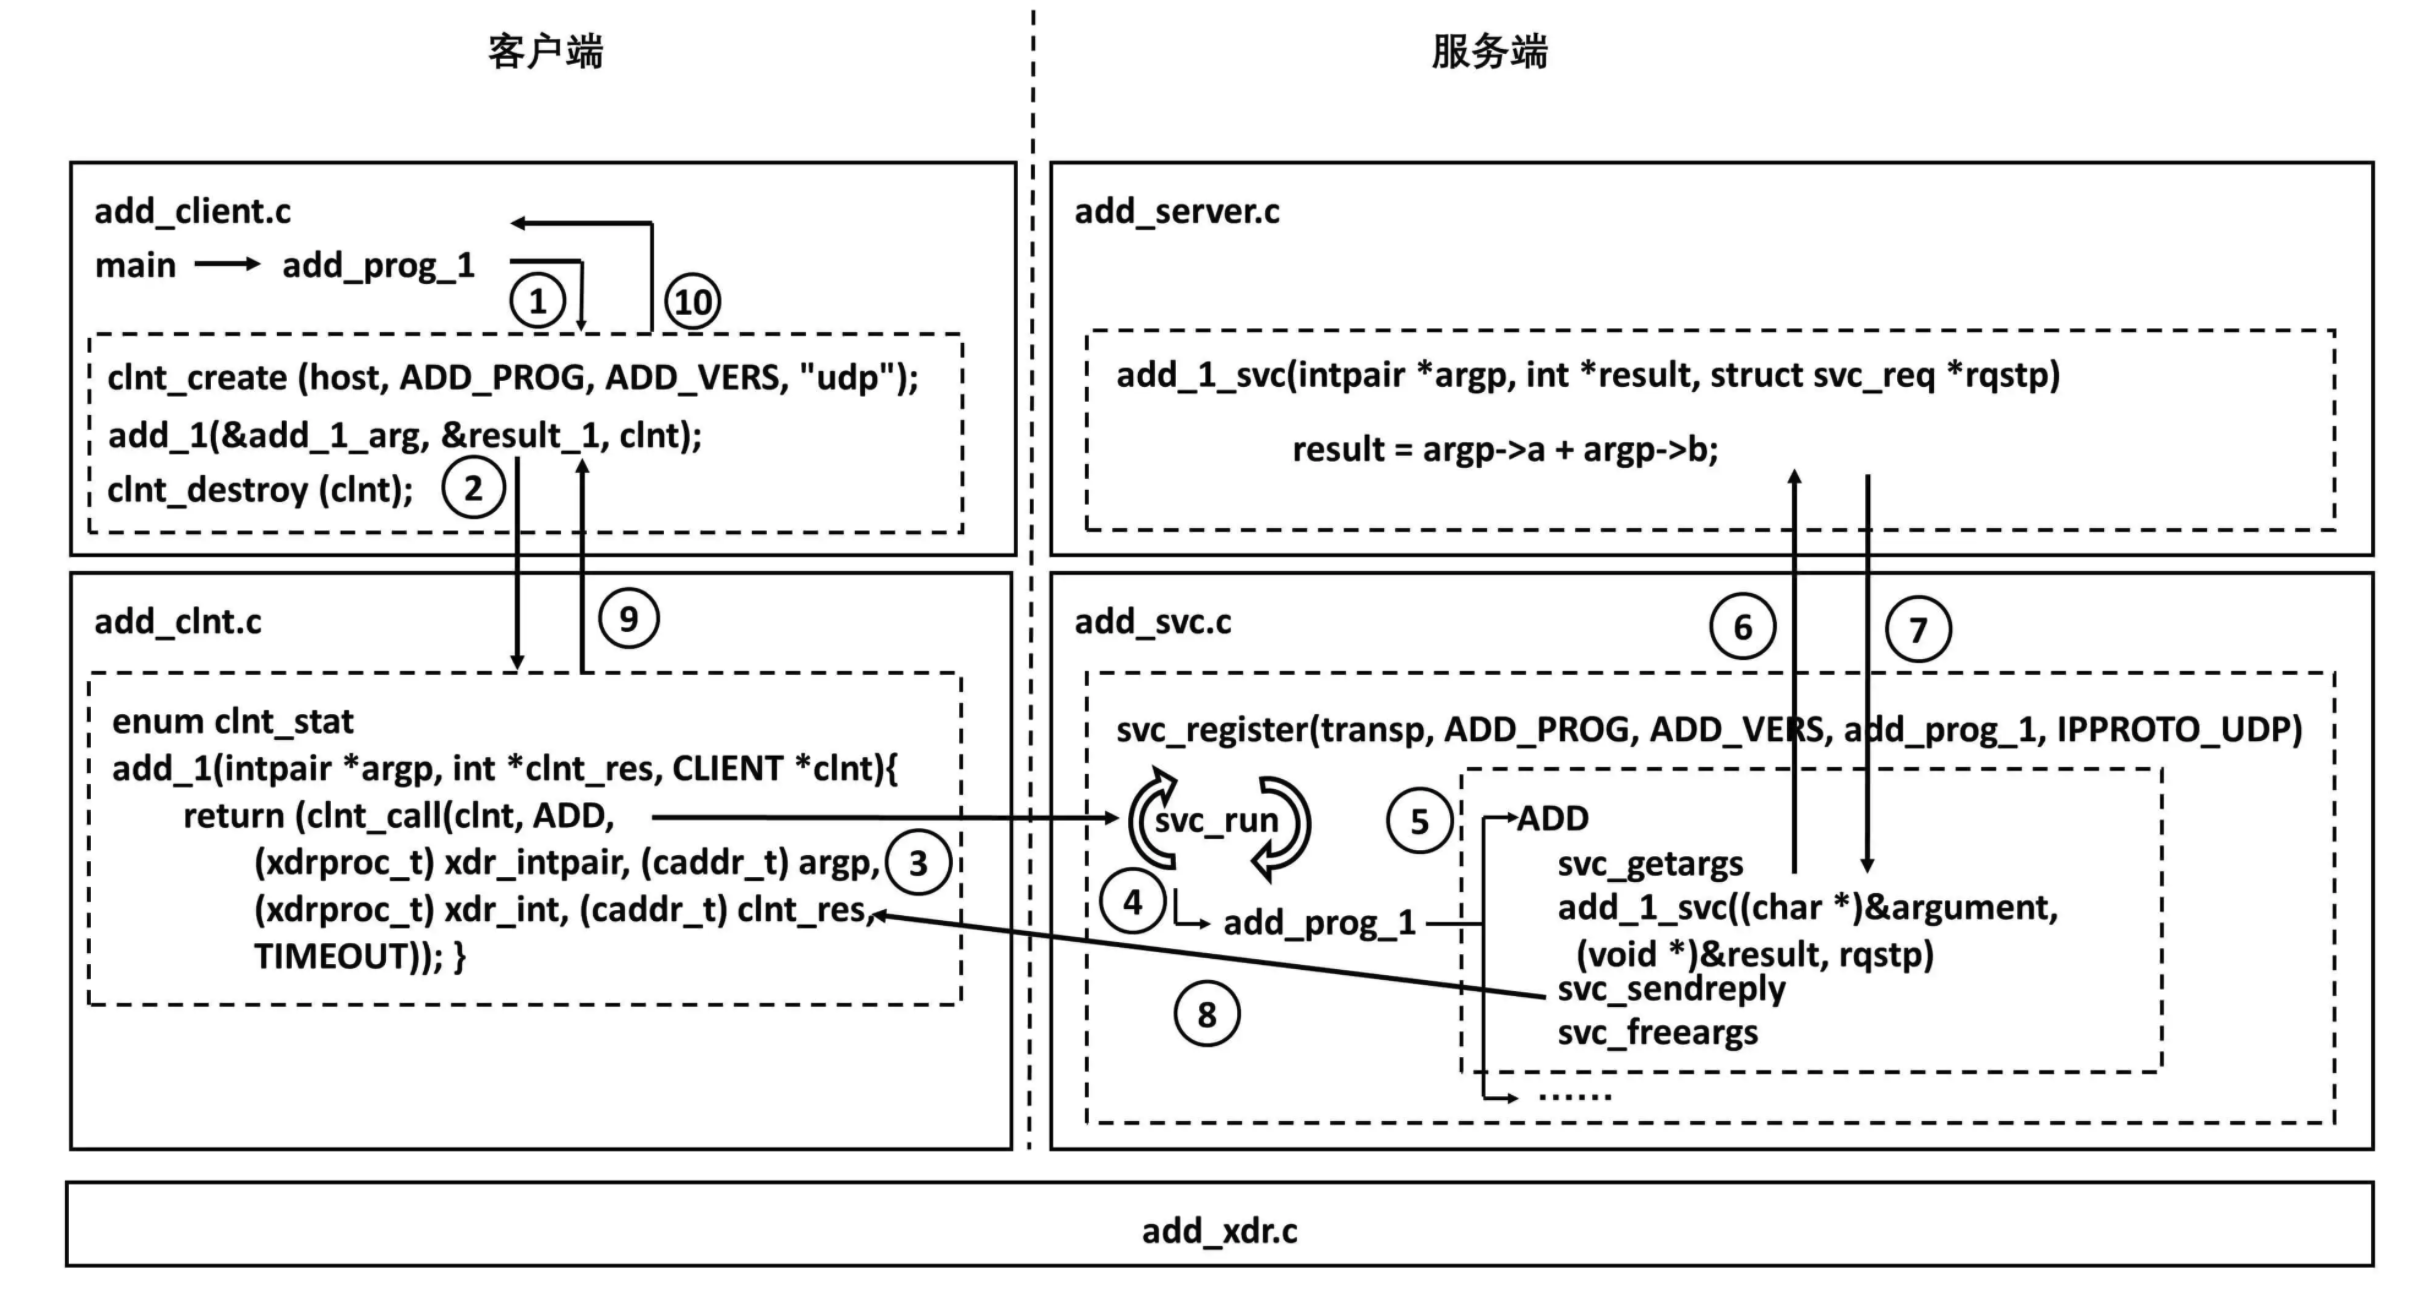 客户端
服务端
add_client.c
main add_prog_1
1
10
clnt_create (host, ADD_PROG, ADD_VERS, "udp");
add_1(&add_1_arg, &result_1, clnt);
clnt_destroy (clnt);
2
9
add_clnt.c
enum clnt_stat
add_1(intpair *argp, int *clnt_res, CLIENT *clnt){
return (clnt_call(clnt, ADD,
(xdrproc_t) xdr_intpair, (caddr_t) argp,
3
(xdrproc_t) xdr_int, (caddr_t) clnt_res,
TIMEOUT)); }
add_server.c
add_1_svc(intpair *argp, int *result, struct svc_req *rqstp)
result = argp->a + argp->b;
6
7
add_svc.c
svc_register(transp, ADD_PROG, ADD_VERS, add_prog_1, IPPROTO_UDP)
svc_run
4
add_prog_1
5
ADD
svc_getargs
add_1_svc((char *)&argument,
(void *)&result, rqstp)
svc_sendreply
svc_freeargs
8
······
add_xdr.c